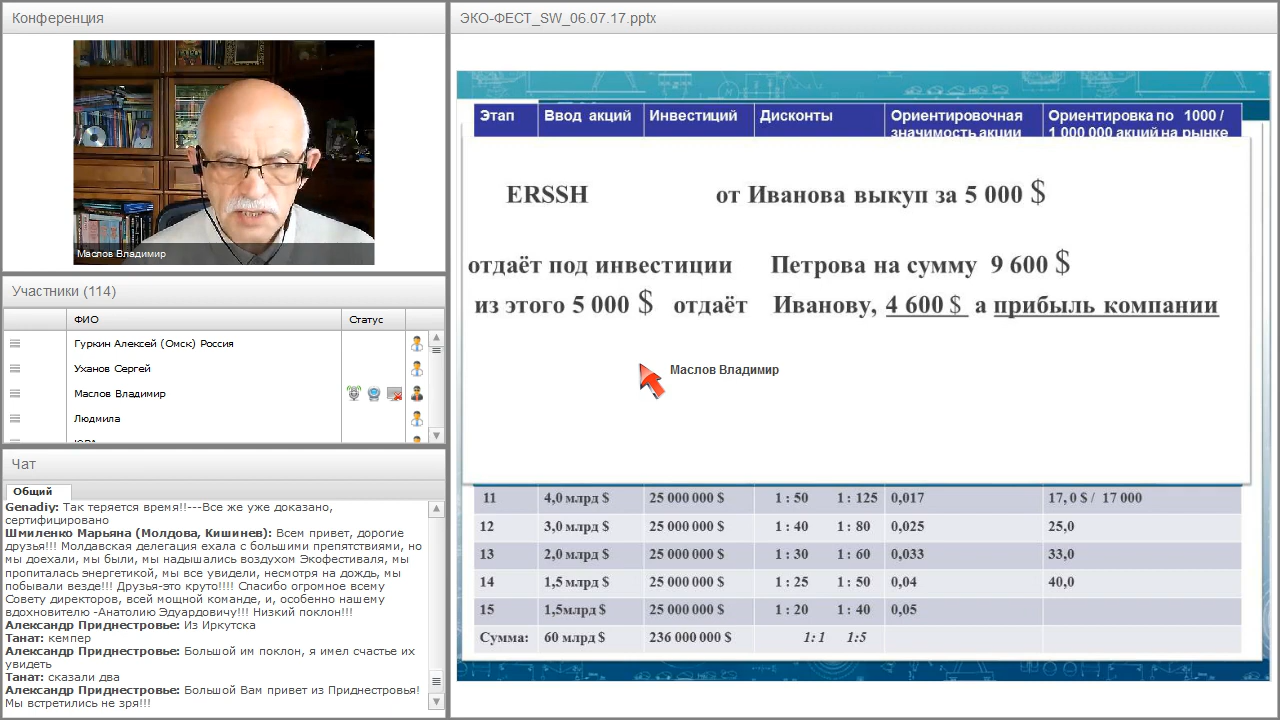 Конференция
Маслов Владимир
Участники (114)
ФИО Статус
Гуркин Алексей (Омск) Россия
Уханов Сергей
Маслов Владимир
Людмила
Чат
Общий
Genadiy: Так теряется время!!---Все же уже доказано,
сертифицировано
Шмиленко Марьяна (Молдова, Кишинев): Всем привет, дорогие
друзья!!! Молдавская делегация ехала с большими препятствиями, но
мы доехали, мы были, мы надышались воздухом Экофестиваля, мы
пропиталась энергетикой, мы все увидели, несмотря на дождь, мы
побывали везде!!! Друзья-это круто!!!! Спасибо огромное всему
Совету директоров, всей мощной команде, и, особенно нашему
вдохновителю -Анатолию Эдуардовичу!!! Низкий поклон!!!
Александр Приднестровье: Из Иркутска
Танат: кемпер
Александр Приднестровье: Большой им поклон, я имел счастье их
увидеть
Танат: сказали два
Александр Приднестровье: Большой Вам привет из Приднестровья!
Мы встретились не зря!!!
ЭКО-ФЕСТ_SW_06.07.17.pptx
Этап Ввод акций Инвестиций Дисконты Ориентировочная значимость акции Ориентировка по 1000 / 1 000 000 акций на рынке
ERSSH от Иванова выкуп за 5 000 $
отдаёт под инвестиции Петрова на сумму 9 600 $
из этого 5 000 $ отдаёт Иванову, 4 600 $ а прибыль компании
Маслов Владимир
11 4,0 млрд $ 25 000 000 $ 1 : 50 1 : 125 0,017 17, 0 $ / 17 000
12 3,0 млрд $ 25 000 000 $ 1 : 40 1 : 80 0,025 25,0
13 2,0 млрд $ 25 000 000 $ 1 : 30 1 : 60 0,033 33,0
14 1,5 млрд $ 25 000 000 $ 1 : 25 1 : 50 0,04 40,0
15 1,5млрд $ 25 000 000 $ 1 : 20 1 : 40 0,05
Сумма: 60 млрд $ 236 000 000 $ 1: 1 1:5